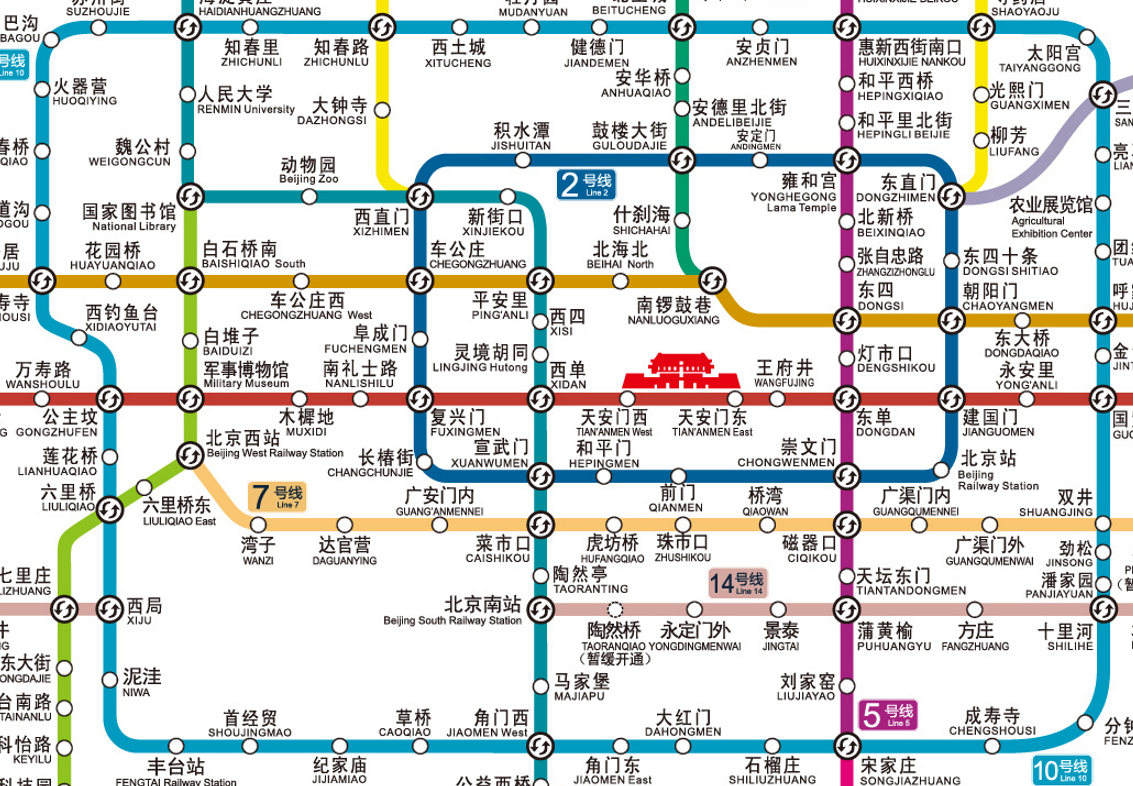 巴沟
BAGOU
SUZHOUJIE
HAIDIANHUANGZHUANG
知春里
ZHICHUNLI
知春路
ZHICHUNLU
MUDANYUAN
西土城
XITUCHENG
健德门
JIANDEMEN
BEITUCHENG
安贞门
ANZHENMEN
惠新西街南口
HUIXINXIJIE NANKOU
SHAOYAOJU
太阳宫
TAIYANGGONG
号线
Line 10
火器营
HUOQIYING
人民大学
RENMIN University
大钟寺
DAZHONGSI
安华桥
ANHUAQIAO
安德里北街
ANDELIBEIJIE
和平西桥
HEPINGXIQIAO
光熙门
GUANGXIMEN
三
春桥
QIAO
魏公村
WEIGONGCUN
积水潭
JISHUITAN
鼓楼大街
GULOUDAJIE
安定门
ANDINGMEN
和平里北街
HEPINGLI BEIJIE
柳芳
LIUFANG
动物园
Beijing Zoo
2号线
Line 2
雍和宫
YONGHEGONG
Lama Temple
东直门
DONGZHIMEN
道沟
国家图书馆
National Library
西直门
XIZHIMEN
新街口
XINJIEKOU
什刹海
SHICHAHAI
北新桥
BEIXINQIAO
农业展览馆
Agricultural
Exhibition Center
花园桥
HUAYUANQIAO
白石桥南
BAISHIQIAO South
车公庄
CHEGONGZHUANG
北海北
BEIHAI North
张自忠路
ZHANGZIZHONGLU
东四十条
DONGSI SHITIAO
西钓鱼台
XIDIAOYUTAI
车公庄西
CHEGONGZHUANG West
平安里
PING'ANLI
南锣鼓巷
NANLUOGUXIANG
东四
DONGSI
朝阳门
CHAOYANGMEN
白堆子
BAIDUIZI
阜成门
FUCHENGMEN
西四
XISI
东大桥
DONGDAQIAO
灵境胡同
LINGJING Hutong
灯市口
DENGSHIKOU
万寿路
WANSHOULU
军事博物馆
Military Museum
南礼士路
NANLISHILU
西单
XIDAN
王府井
WANGFUJING
永安里
YONG'ANLI
公主坟
GONGZHUFEN
木樨地
MUXIDI
复兴门
FUXINGMEN
天安门西
TIAN'ANMEN West
天安门东
TIAN'ANMEN East
东单
DONGDAN
建国门
JIANGUOMEN
莲花桥
LIANHUAQIAO
北京西站
Beijing West Railway Station
长椿街
CHANGCHUNJIE
宣武门
XUANWUMEN
和平门
HEPINGMEN
崇文门
CHONGWENMEN
北京站
Beijing
Railway Station
六里桥
LIULIQIAO
六里桥东
LIULIQIAO East
7号线
Line 7
广安门内
GUANG'ANMENNEI
前门
QIANMEN
桥湾
QIAOWAN
广渠门内
GUANGQUMENNEI
双井
SHUANGJING
湾子
WANZI
达官营
DAGUANYING
菜市口
CAISHIKOU
虎坊桥
HUFANGQIAO
珠市口
ZHUSHIKOU
磁器口
CIQIKOU
广渠门外
GUANGQUMENWAI
劲松
JINSONG
七里庄
LIZHUANG
陶然亭
TAORANTING
14号线
Line 14
天坛东门
TIANTANDONGMEN
潘家园
PANJIAYUAN
西局
XIJU
北京南站
Beijing South Railway Station
陶然桥
TAORANQIAO
（暂缓开通）
永定门外
YONGDINGMENWAI
景泰
JINGTAI
蒲黄榆
PUHUANGYU
方庄
FANGZHUANG
十里河
SHILIHE
东大街
ONGDAJIE
泥洼
NIWA
马家堡
MAJIAPU
刘家窑
LIUJIAYAO
台南路
TAINANLU
首经贸
SHOUJINGMAO
草桥
CAOQIAO
角门西
JIAOMEN West
大红门
DAHONGMEN
5号线
Line 5
成寿寺
CHENGSHOUSI
分钟
FENZ
科怡路
KEYILU
丰台站
FENGTAI Railway Station
纪家庙
JIJIAMIAO
角门东
JIAOMEN East
石榴庄
SHILIUZHUANG
宋家庄
SONGJIAZHUANG
10号线
Line 10